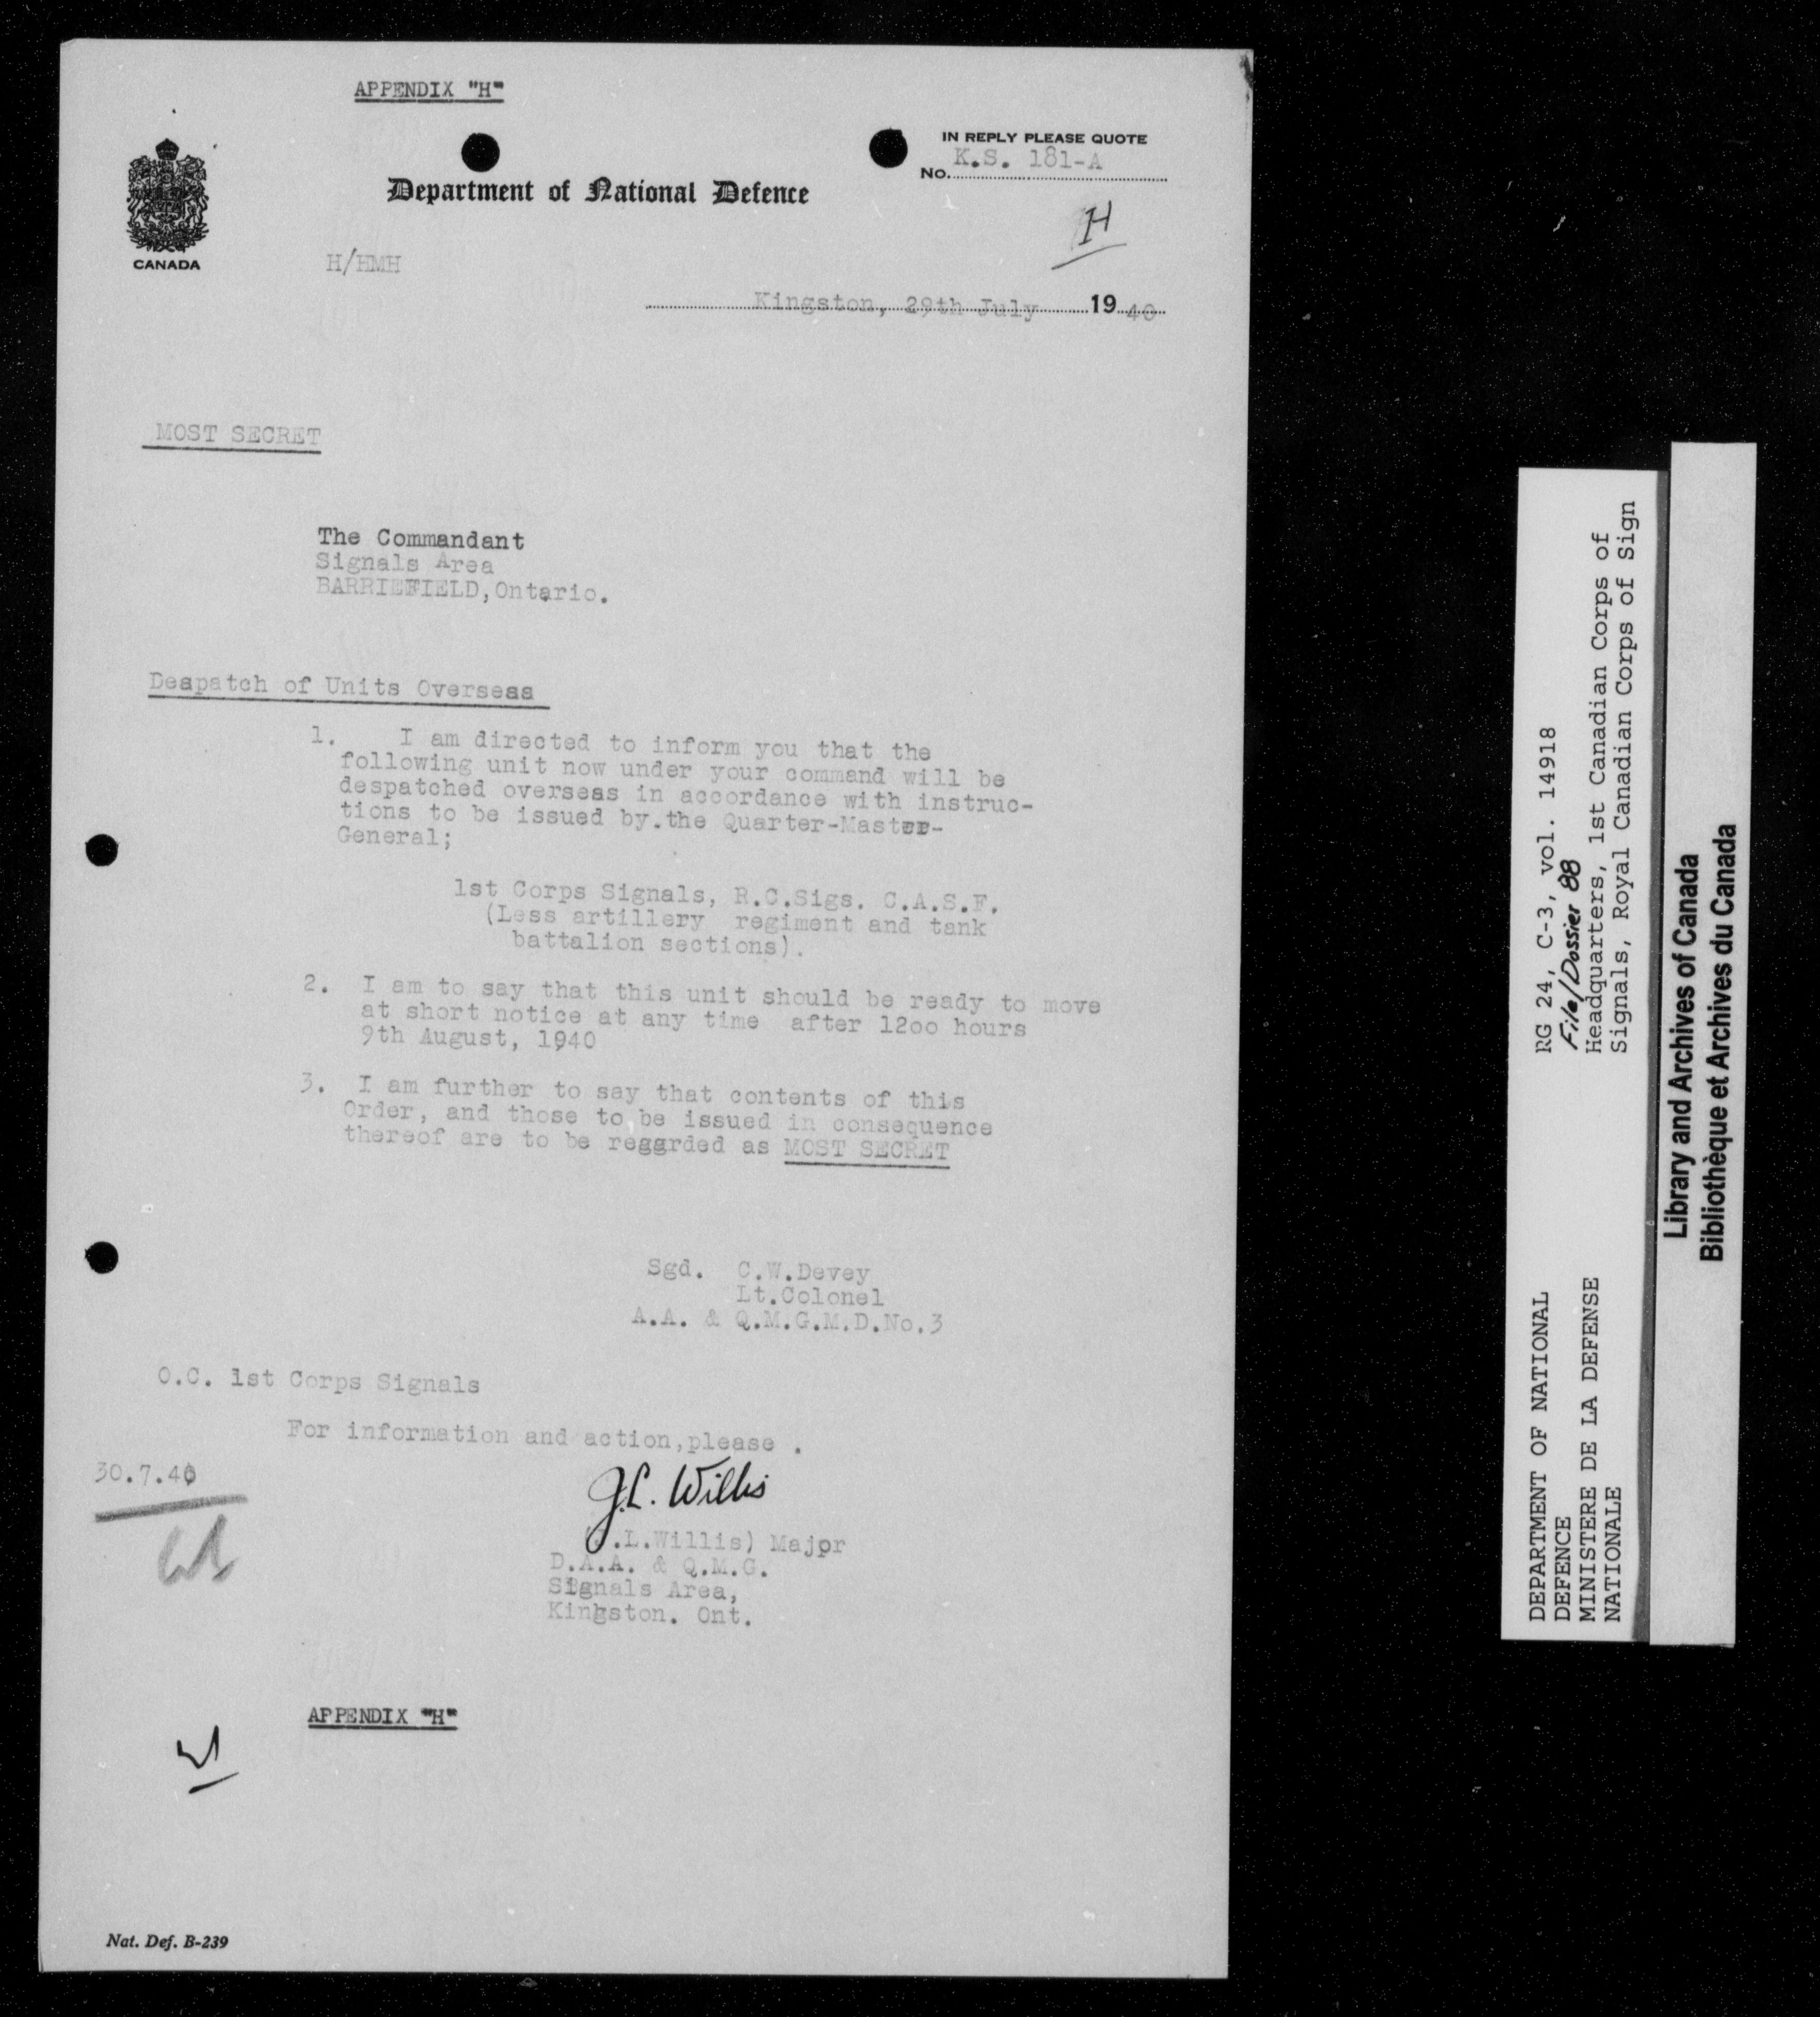 APPENDIX "H"
IN REPLY PLEASE QUOTE
No. K.S. 181-A
Department of National Defence
H
CANADA
H/HMH
Kingston, 29th July 1940
MOST SECRET
The Commandant
Signals Area
BARRIEFIELD,Ontario.
Despatch of Units Overseas
1. I am directed to inform you that the
following unit now under your command will be
despatched overseas in accordance with instruc-
tions to be issued by.the Quarter-Master-
General;
1st Corps Signals, R.C.Sigs. C.A.S.F.
(Less artillery regiment and tank
battalion sections).
2. I am to say that this unit should be ready to move
at short notice at any time after 12oo hours
9th August, 1940
3. I am further to say that contents of this
Order, and those to be issued in consequence
thereof are to be regarded as MOST SECRET
Sgd. C.W.Devey
Lt.Colonel
A.A. & Q.M.G.M.D.No.3
O.C. 1st Corps Signals
For information and action,please .
30.7.40
J.L. Willis
(J.L.Willis) Major
D.A.A. & Q.M.G.
Signals Area,
Kingston. Ont.
APPENDIX "H"
Nat. Def. B-239
DEPARTMENT OF NATIONAL
DEFENCE
MINISTERE DE LA DEFENSE
NATIONALE
RG 24, C-3, vol. 14918
File/Dossier 88
Headquarters, 1st Canadian Corps of
Signals, Royal Canadian Corps of Sign
Library and Archives of Canada
Bibliothèque et Archives du Canada